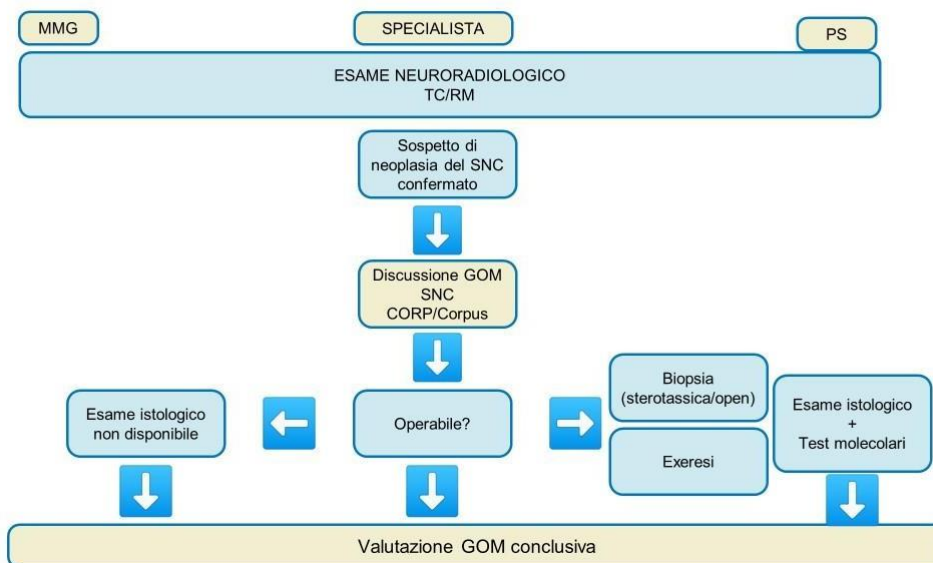 MMG
SPECIALISTA
PS
ESAME NEURORADIOLOGICO
TC/RM
Sospetto di
neoplasia del SNC
confermato
Discussione GOM
SNC
CORP/Corpus
Esame istologico
non disponibile
Operabile?
Biopsia
(sterotassica/open)
Exeresi
Esame istologico
+
Test molecolari
Valutazione GOM conclusiva